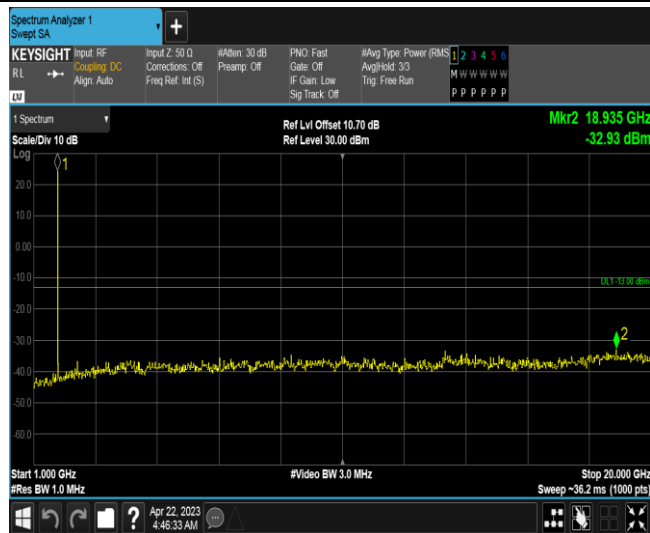 Spectrum Analyzer 1
Swept SA
KEYSIGHT
RL
LXI
Input: RF
Coupling: DC
Align: Auto
Input Z: 50 Ω
Corrections: Off
Freq Ref: Int (S)
#Atten: 30 dB
Preamp: Off
PNO: Fast
Gate: Off
IF Gain: Low
Sig Track: Off
#Avg Type: Power (RMS
Avg|Hold: 3/3
Trig: Free Run
1 2 3 4 5 6
M W W W W W
P P P P P P
1 Spectrum
Scale/Div 10 dB
Ref Lvl Offset 10.70 dB
Ref Level 30.00 dBm
Mkr2 18.935 GHz
-32.93 dBm
Log
1
20.0
10.0
0.00
-10.0
DL1 -13.00 dBm
-20.0
-30.0
2
-40.0
-50.0
-60.0
Start 1.000 GHz
#Res BW 1.0 MHz
#Video BW 3.0 MHz
Stop 20.000 GHz
Sweep ~36.2 ms (1000 pts)
?
Apr 22, 2023
4:46:33 AM